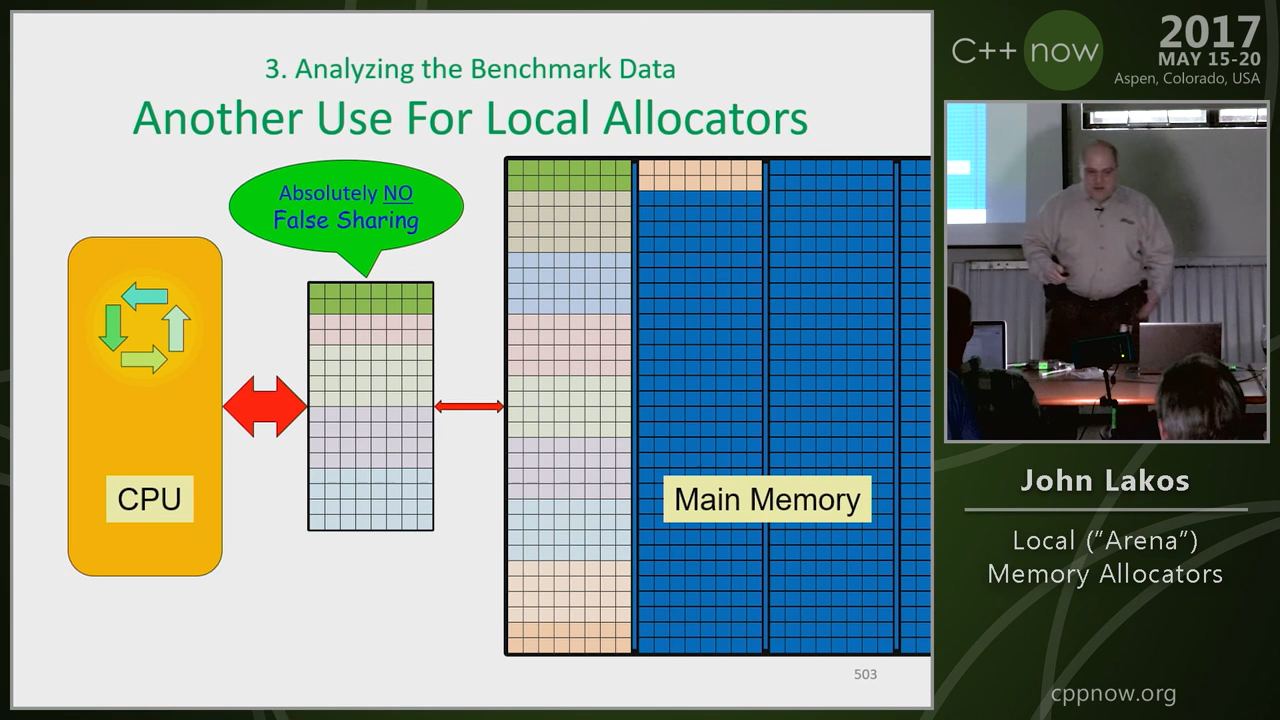 3. Analyzing the Benchmark Data
Another Use For Local Allocators
Absolutely NO
False Sharing
CPU
Main Memory
503
C++ now
2017
MAY 15-20
Aspen, Colorado, USA
John Lakos
Local (“Arena”)
Memory Allocators
cppnow.org